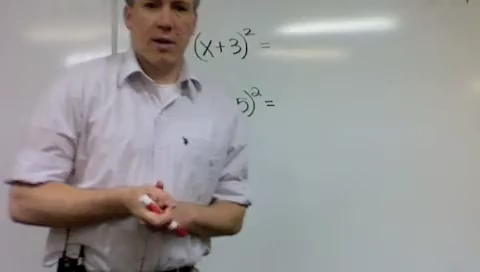 (x+3)² =
5)² =